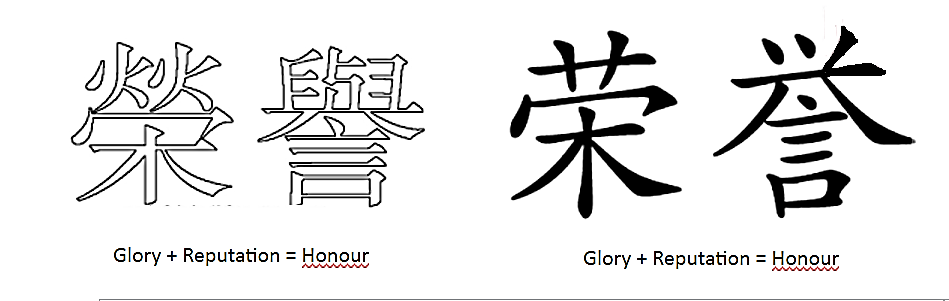 榮譽 荣誉
Glory + Reputation = Honour Glory + Reputation = Honour